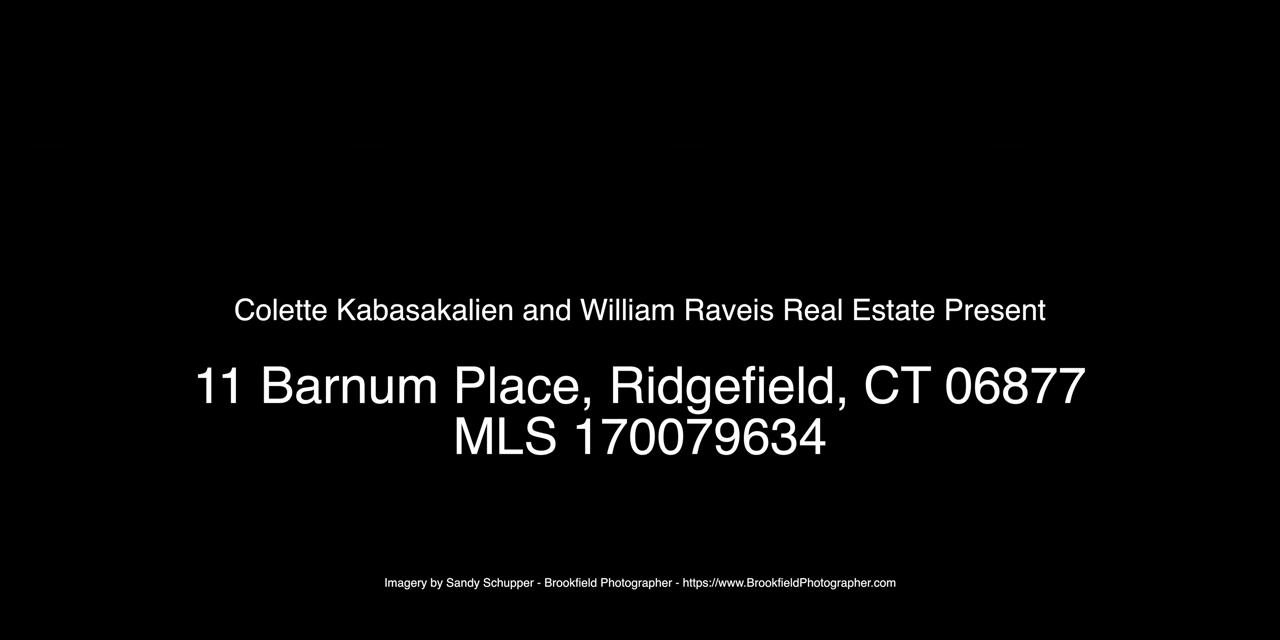 Colette Kabasakalien and William Raveis Real Estate Present
11 Barnum Place, Ridgefield, CT 06877
MLS 170079634
Imagery by Sandy Schupper - Brookfield Photographer - https://www.BrookfieldPhotographer.com